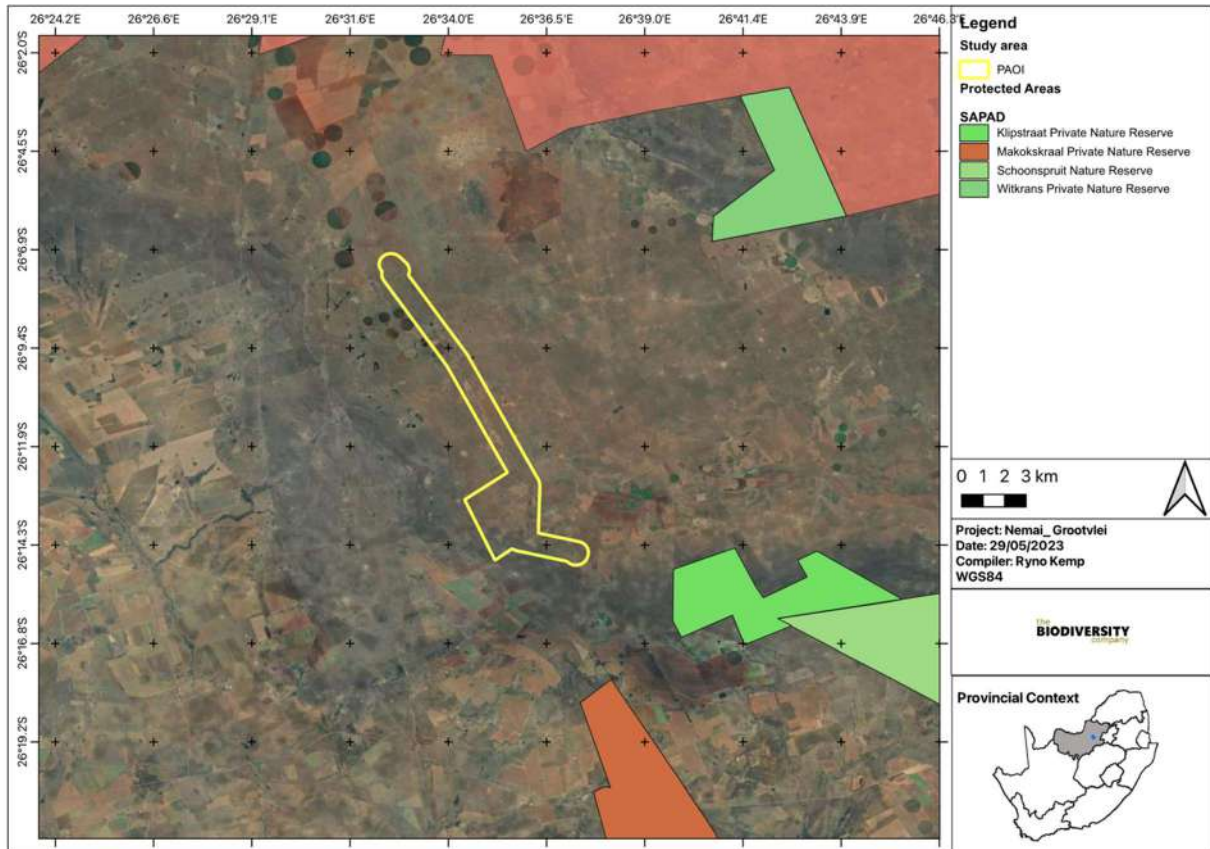 26°24.2'E 26°26.6'E 26°29.1'E 26°31.6'E 26°34.0'E 26°36.5'E 26°39.0'E 26°41.4'E 26°43.9'E 26°46.3'E
26°2.0'S
26°4.5'S
26°6.9'S
26°9.4'S
26°11.9'S
26°14.3'S
26°16.8'S
26°19.2'S
Legend
Study area
PAOI
Protected Areas
SAPAD
Klipstraat Private Nature Reserve
Makokskraal Private Nature Reserve
Schoonspruit Nature Reserve
Witkrans Private Nature Reserve
0 1 2 3 km
Project: Nemai_Grootvlei
Date: 29/05/2023
Compiler: Ryno Kemp
WGS84
the
BIODIVERSITY
company
Provincial Context